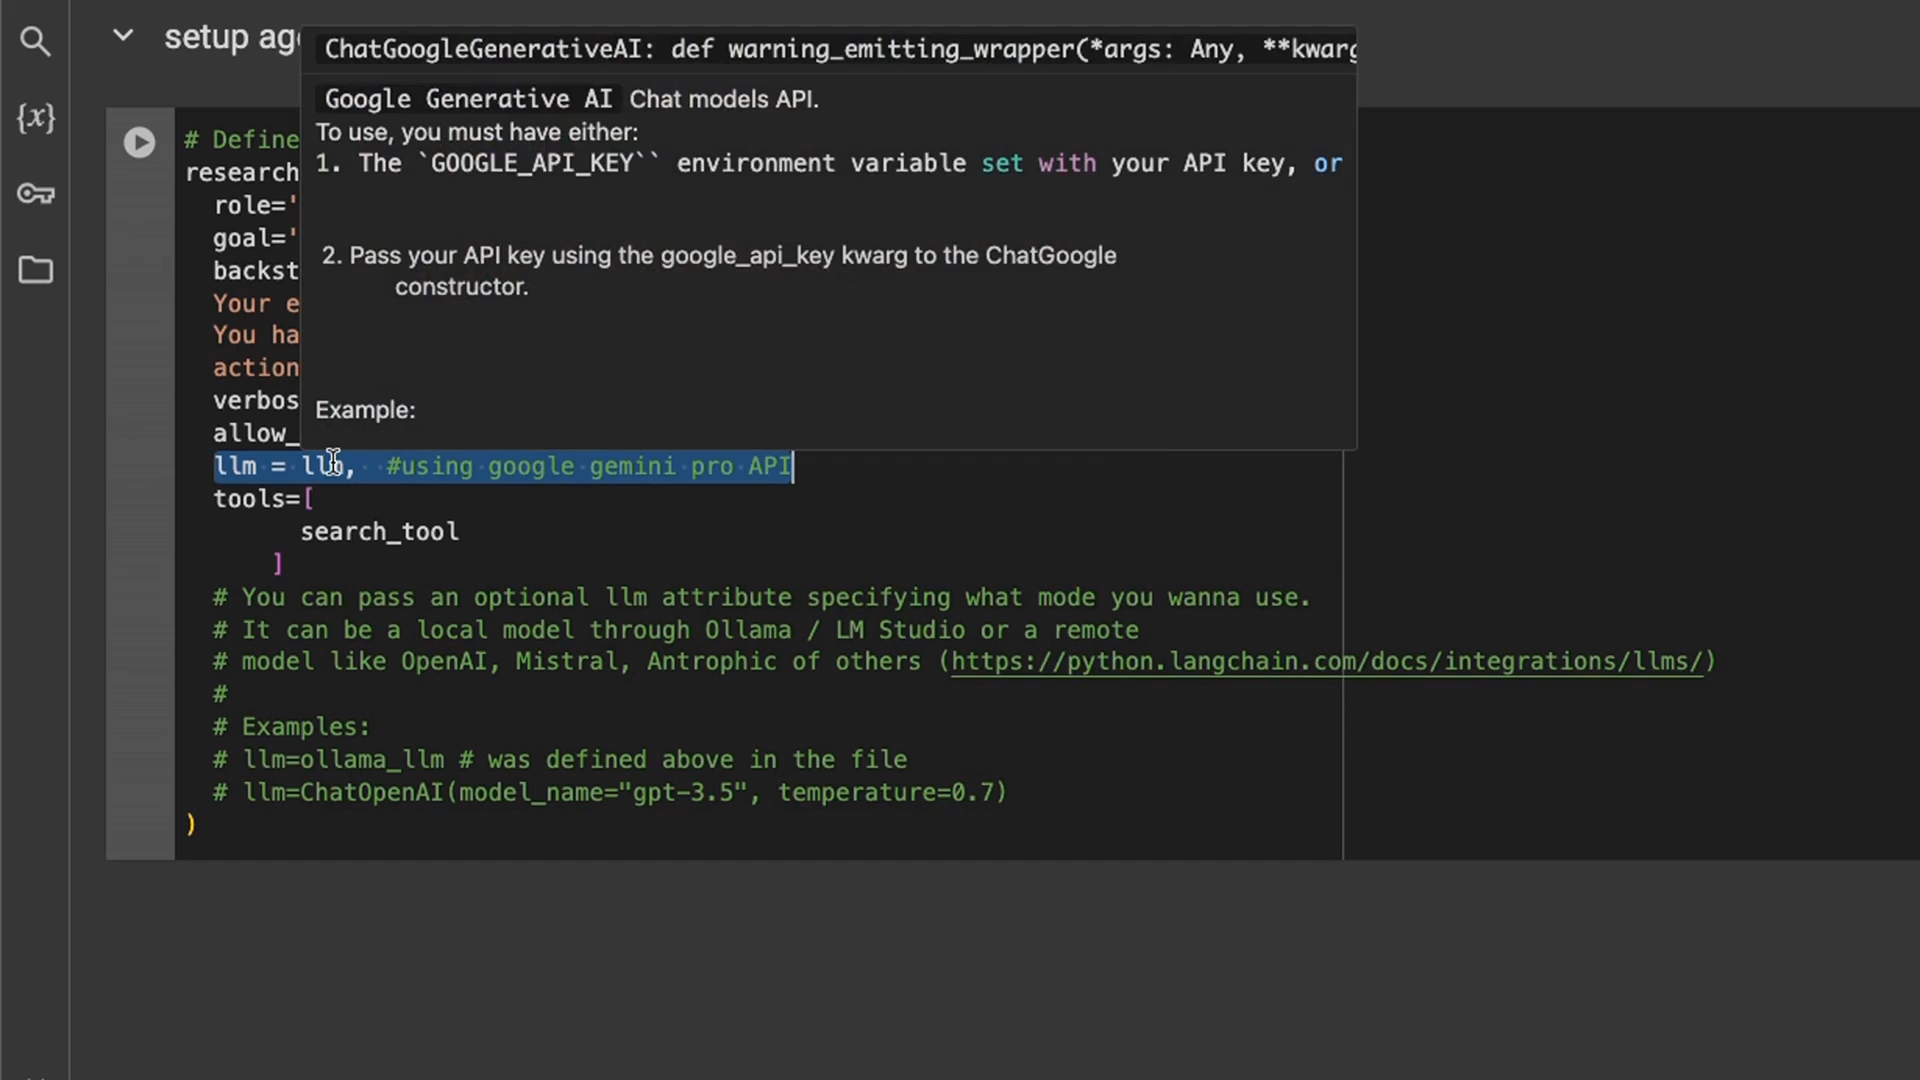 setup ag
ChatGoogleGenerativeAI: def warning_emitting_wrapper(*args: Any, **kwarg
Google Generative AI Chat models API.
To use, you must have either:
1. The `GOOGLE_API_KEY`` environment variable set with your API key, or
2. Pass your API key using the google_api_key kwarg to the ChatGoogle
constructor.
Example:
{x}
# Define
research
role='
goal='
backst
Your e
You ha
action
verbos
allow_
llm = llm, #using google gemini pro API
tools=[
search_tool
]
# You can pass an optional llm attribute specifying what mode you wanna use.
# It can be a local model through Ollama / LM Studio or a remote
# model like OpenAI, Mistral, Antrophic of others (https://python.langchain.com/docs/integrations/llms/)
#
# Examples:
# llm=ollama_llm # was defined above in the file
# llm=ChatOpenAI(model_name="gpt-3.5", temperature=0.7)
)